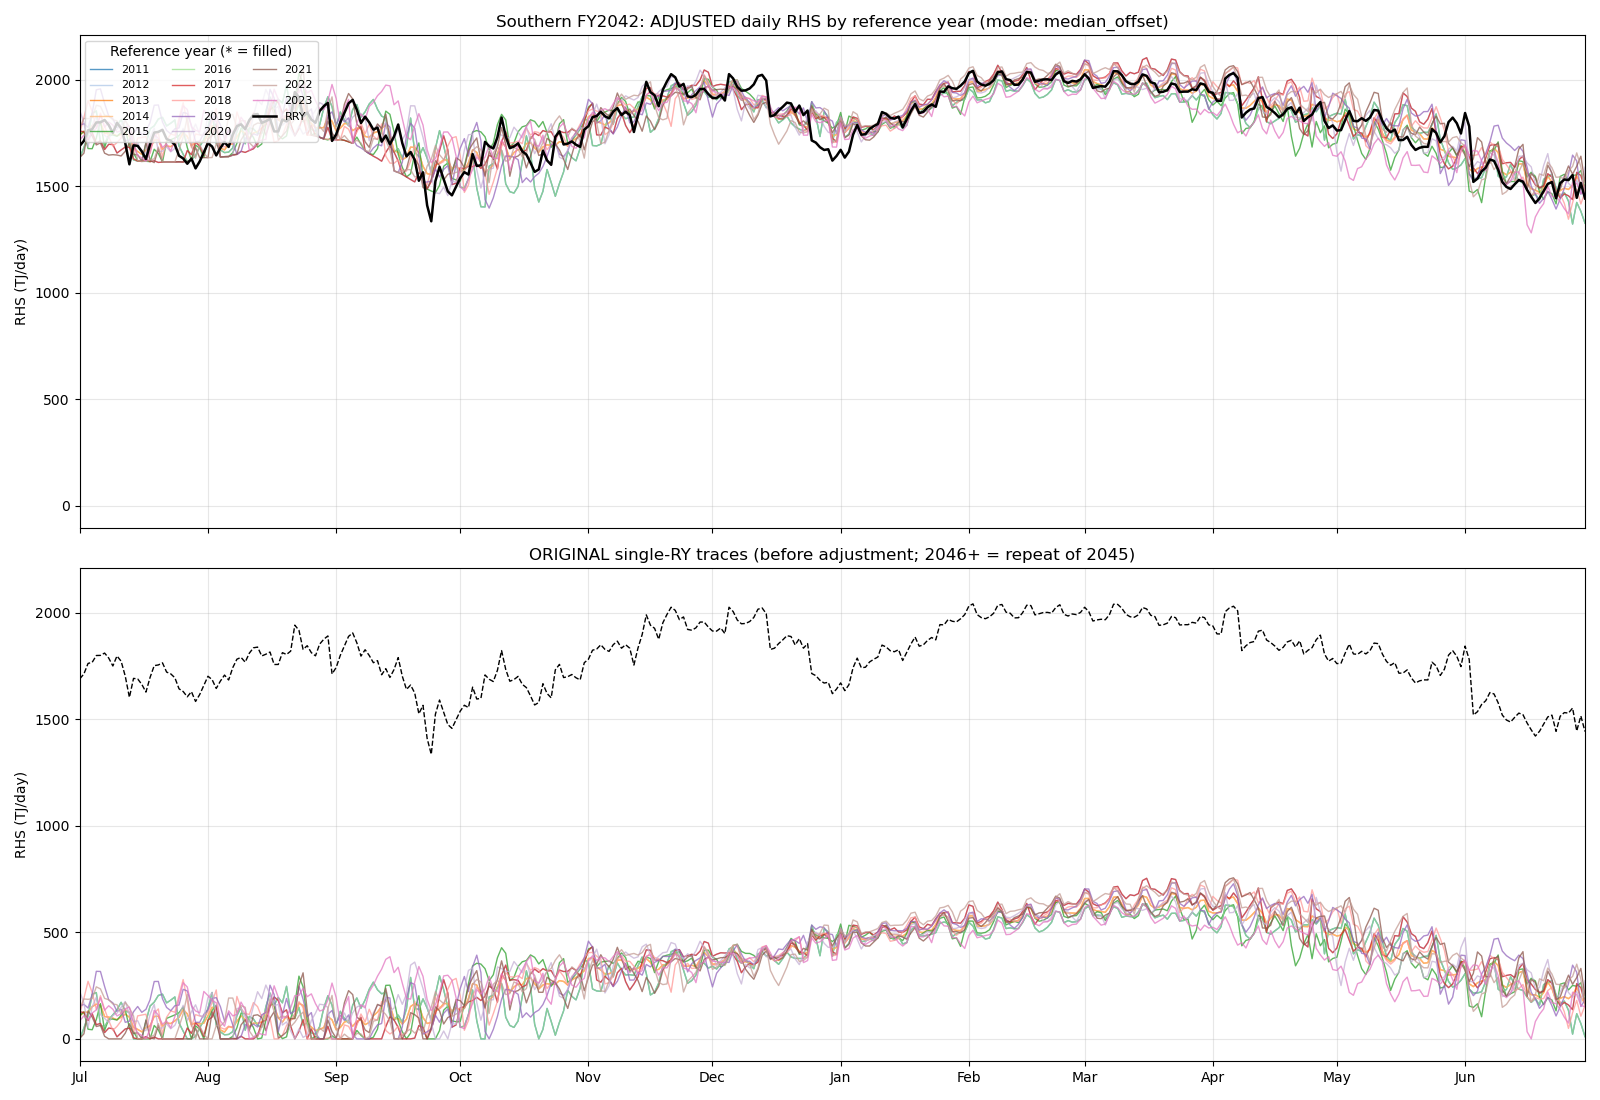 Southern FY2042: ADJUSTED daily RHS by reference year (mode: median_offset)
Reference year (* = filled)
2011 2016 2021
2012 2017 2022
2013 2018 2023
2014 2019 RRY
2015 2020
RHS (TJ/day)
2000
1500
1000
500
0
ORIGINAL single-RY traces (before adjustment; 2046+ = repeat of 2045)
RHS (TJ/day)
2000
1500
1000
500
0
Jul Aug Sep Oct Nov Dec Jan Feb Mar Apr May Jun